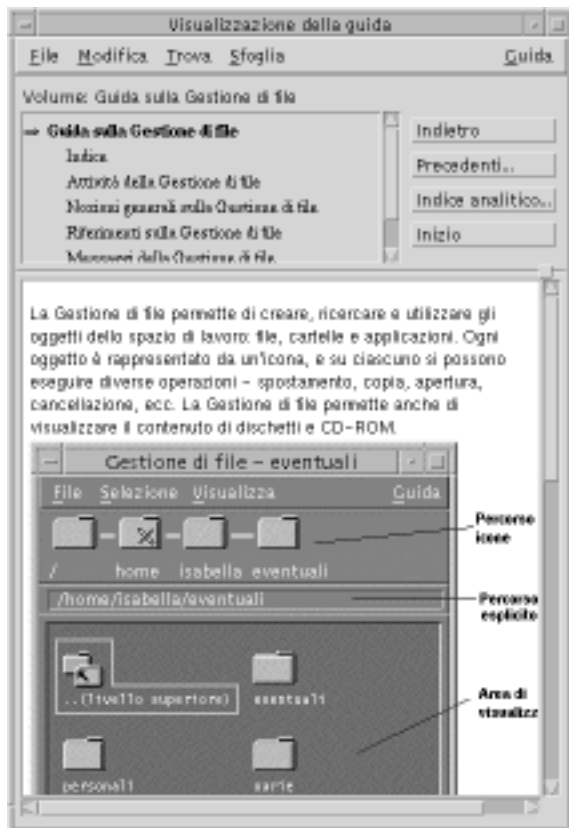 Visualizzazione della guida
File Modifica Trova Sfoglia Guida
Volume: Guida sulla Gestione di file
Guida sulla Gestione di file
Indice
Attività della Gestione di file
Nozioni generali sulla Gestione di file
Riferimenti sulla Gestione di file
Messaggi della Gestione di file
Indietro
Precedenti...
Indice analitico...
Inizio
La Gestione di file permette di creare, ricercare e utilizzare gli
oggetti dello spazio di lavoro: file, cartelle e applicazioni. Ogni
oggetto è rappresentato da un'icona, e su ciascuno si possono
eseguire diverse operazioni – spostamento, copia, apertura,
cancellazione, ecc. La Gestione di file permette anche di
visualizzare il contenuto di dischetti e CD-ROM.
Gestione di file – eventuali
File Selezione Visualizza Guida
/ home isabella eventuali
/home/isabella/eventuali
..(livello superiore) eventuali
personali varie
Percorso
icone
Percorso
esplicito
Area di
visualizz